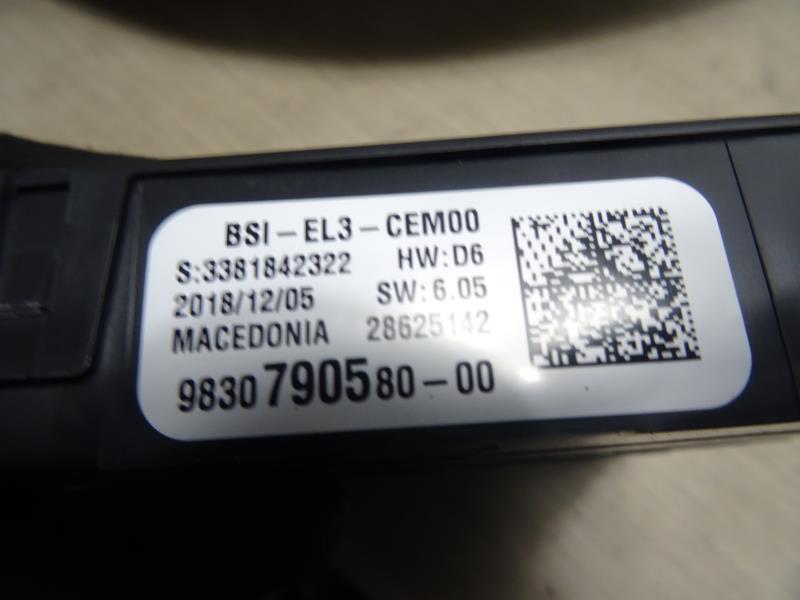 BSI-EL3-CEM00
S:3381842322 HW:D6
2018/12/05 SW:6.05
MACEDONIA 28625142
9830790580-00